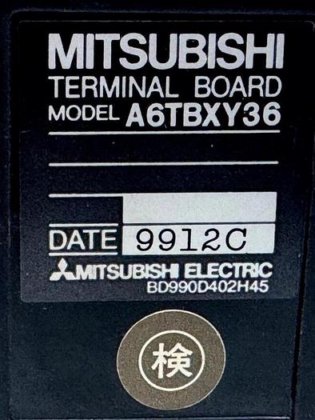 MITSUBISHI
TERMINAL BOARD
MODEL A6TBXY36
DATE 9912C
MITSUBISHI ELECTRIC
BD990D402H45
検